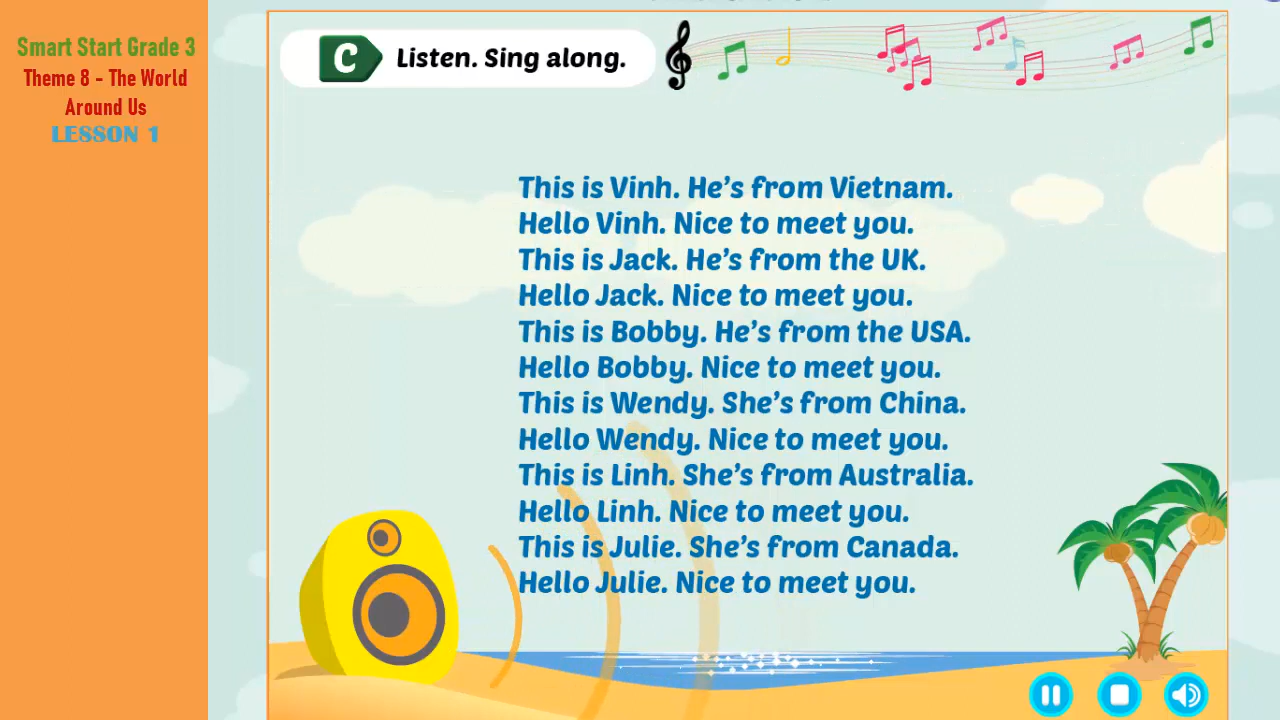 Smart Start Grade 3
Theme 8 - The World
Around Us
LESSON 1
C Listen. Sing along.
This is Vinh. He's from Vietnam.
Hello Vinh. Nice to meet you.
This is Jack. He's from the UK.
Hello Jack. Nice to meet you.
This is Bobby. He's from the USA.
Hello Bobby. Nice to meet you.
This is Wendy. She's from China.
Hello Wendy. Nice to meet you.
This is Linh. She's from Australia.
Hello Linh. Nice to meet you.
This is Julie. She's from Canada.
Hello Julie. Nice to meet you.